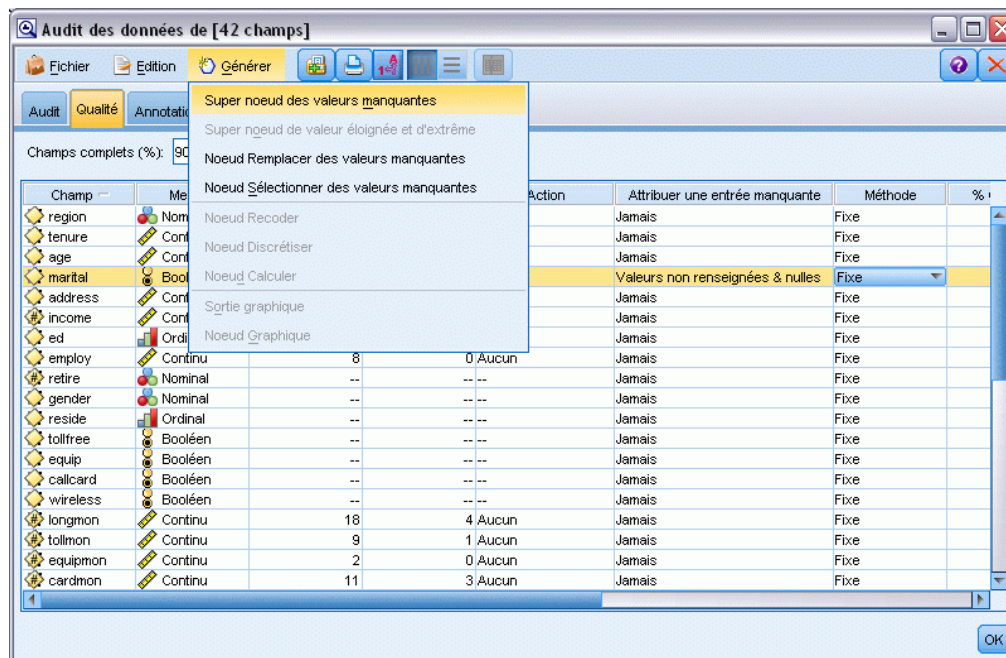 Audit des données de [42 champs]
Fichier Edition Générer
Audit Qualité Annotatio
Super noeud des valeurs manquantes
Super noeud de valeur éloignée et d'extrême
Noeud Remplacer des valeurs manquantes
Noeud Sélectionner des valeurs manquantes
Noeud Recoder
Noeud Discrétiser
Noeud Calculer
Sortie graphique
Noeud Graphique
Champs complets (%): 90
Champ Me Action Attribuer une entrée manquante Méthode %
region Nom Jamais Fixe
tenure Cont Jamais Fixe
age Cont Jamais Fixe
marital Bool Valeurs non renseignées & nulles Fixe
address Cont Jamais Fixe
income Cont Jamais Fixe
ed Ordi Jamais Fixe
employ Continu 8 0 Aucun Jamais Fixe
retire Nominal -- -- -- Jamais Fixe
gender Nominal -- -- -- Jamais Fixe
reside Ordinal -- -- -- Jamais Fixe
tollfree Booléen -- -- -- Jamais Fixe
equip Booléen -- -- -- Jamais Fixe
callcard Booléen -- -- -- Jamais Fixe
wireless Booléen -- -- -- Jamais Fixe
longmon Continu 18 4 Aucun Jamais Fixe
tollmon Continu 9 1 Aucun Jamais Fixe
equipmon Continu 2 0 Aucun Jamais Fixe
cardmon Continu 11 3 Aucun Jamais Fixe
OK